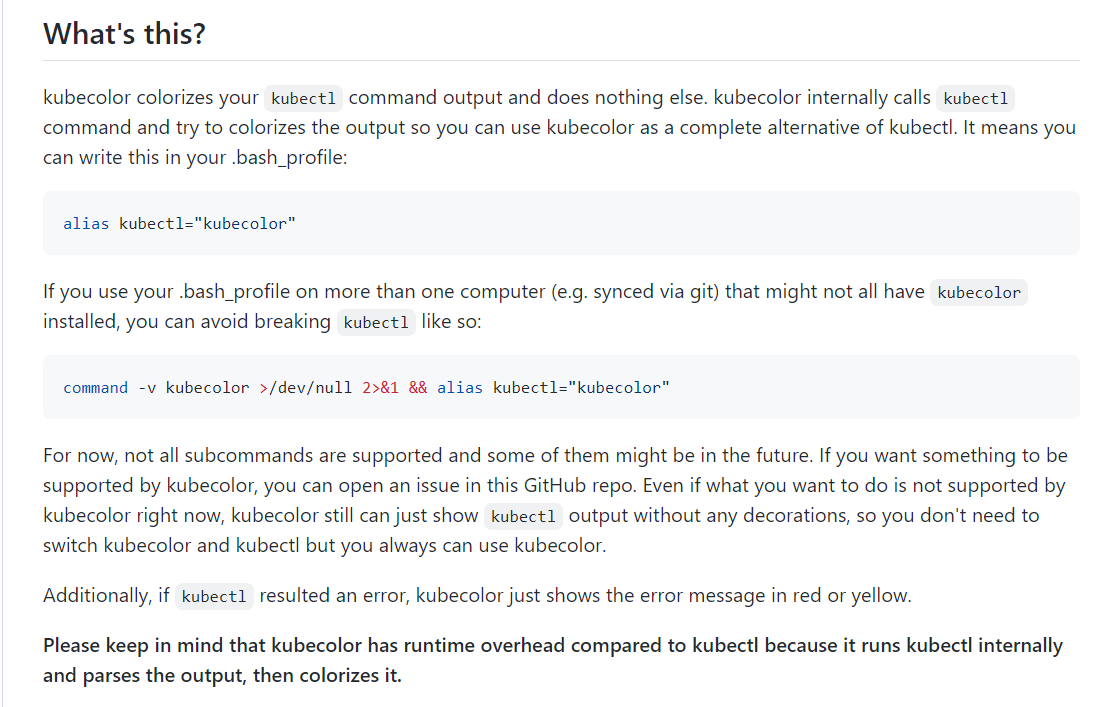 What's this?
kubecolor colorizes your kubectl command output and does nothing else. kubecolor internally calls kubectl
command and try to colorizes the output so you can use kubecolor as a complete alternative of kubectl. It means you
can write this in your .bash_profile:
alias kubectl="kubecolor"
If you use your .bash_profile on more than one computer (e.g. synced via git) that might not all have kubecolor
installed, you can avoid breaking kubectl like so:
command -v kubecolor >/dev/null 2>&1 && alias kubectl="kubecolor"
For now, not all subcommands are supported and some of them might be in the future. If you want something to be
supported by kubecolor, you can open an issue in this GitHub repo. Even if what you want to do is not supported by
kubecolor right now, kubecolor still can just show kubectl output without any decorations, so you don't need to
switch kubecolor and kubectl but you always can use kubecolor.
Additionally, if kubectl resulted an error, kubecolor just shows the error message in red or yellow.
Please keep in mind that kubecolor has runtime overhead compared to kubectl because it runs kubectl internally
and parses the output, then colorizes it.